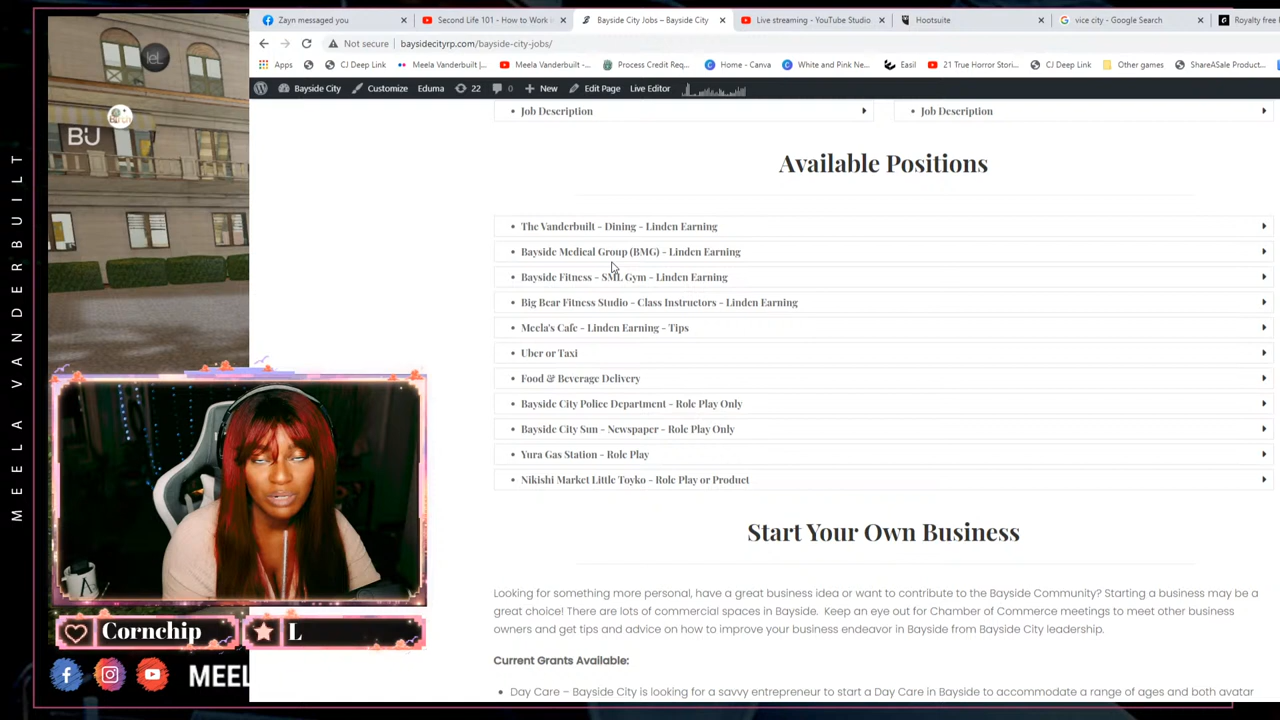 Zayn messaged you
Second Life 101 - How to Work in
Bayside City Jobs – Bayside City
Live streaming - YouTube Studio
Hootsuite
vice city - Google Search
Royalty free
Not secure
baysidecityrp.com/bayside-city-jobs/
Apps
CJ Deep Link
Meela Vanderbuilt |...
Meela Vanderbuilt -...
Process Credit Req...
Home - Canva
White and Pink Ne...
Easil
21 True Horror Stori...
CJ Deep Link
Other games
ShareASale Produc...
Bayside City
Customize
Eduma
22
0
New
Edit Page
Live Editor
Job Description
Job Description
Available Positions
The Vanderbuilt - Dining - Linden Earning
Bayside Medical Group (BMG) - Linden Earning
Bayside Fitness - SML Gym - Linden Earning
Big Bear Fitness Studio - Class Instructors - Linden Earning
Meela's Cafe - Linden Earning - Tips
Uber or Taxi
Food & Beverage Delivery
Bayside City Police Department - Role Play Only
Bayside City Sun - Newspaper - Role Play Only
Yura Gas Station - Role Play
Nikishi Market Little Toyko - Role Play or Product
Start Your Own Business
Looking for something more personal, have a great business idea or want to contribute to the Bayside Community? Starting a business may be a
great choice! There are lots of commercial spaces in Bayside. Keep an eye out for Chamber of Commerce meetings to meet other business
owners and get tips and advice on how to improve your business endeavor in Bayside from Bayside City leadership.
Current Grants Available:
Day Care – Bayside City is looking for a savvy entrepreneur to start a Day Care in Bayside to accommodate a range of ages and both avatar
MEELA VANDERBUILT
BU
Cornchip
L
MEELA